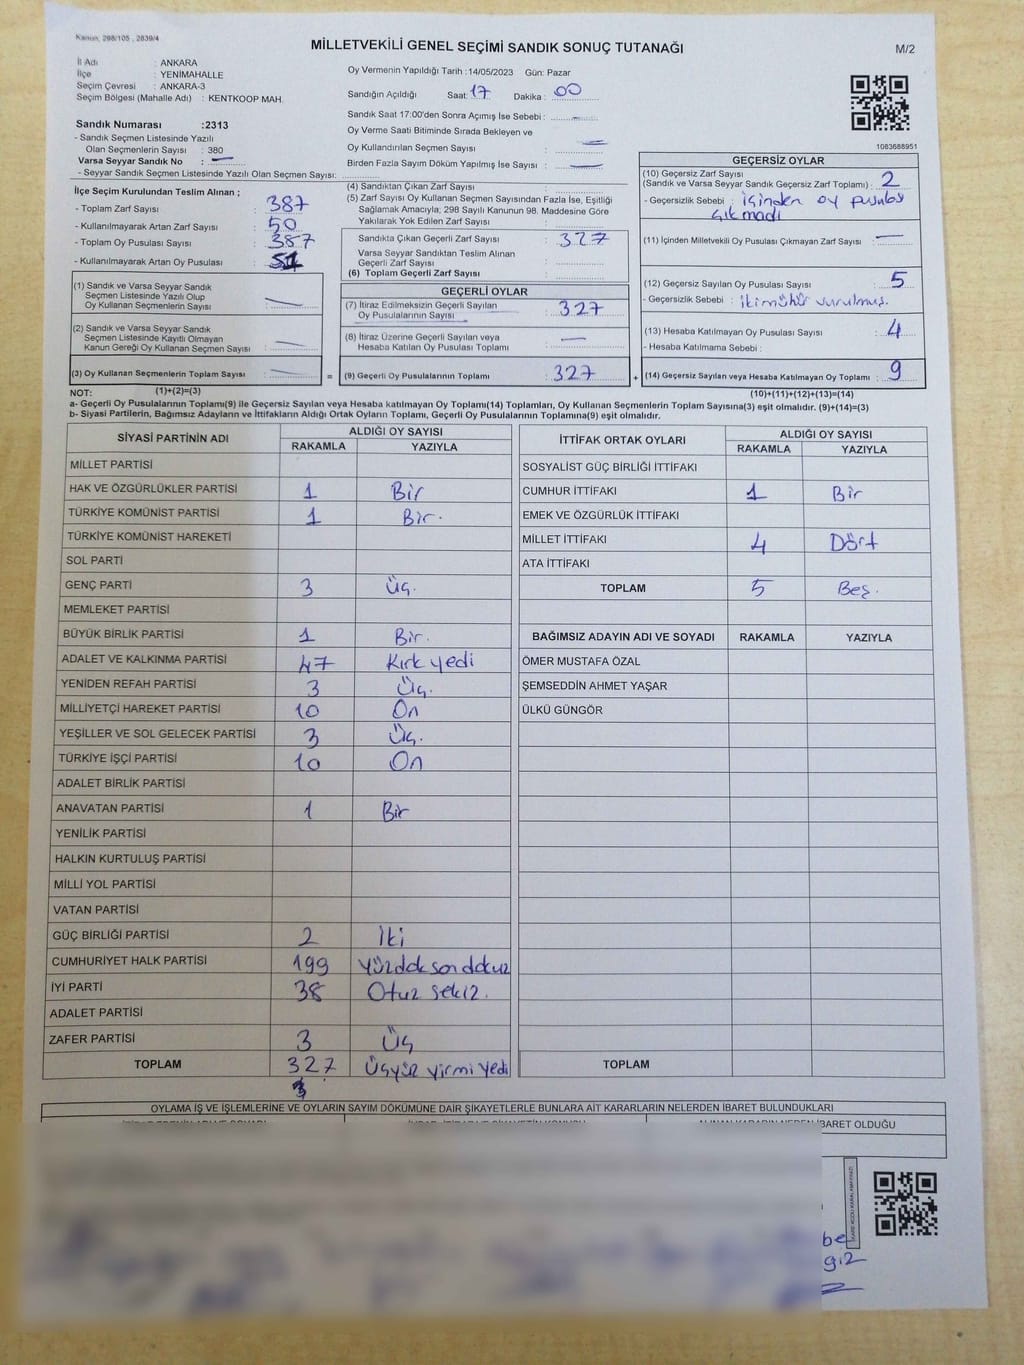 Kanun, 298/105 , 2839/4
MİLLETVEKİLİ GENEL SEÇİMİ SANDIK SONUÇ TUTANAĞI
M/2
İl Adı : ANKARA
İlçe : YENİMAHALLE
Seçim Çevresi : ANKARA-3
Seçim Bölgesi (Mahalle Adı) : KENTKOOP MAH.
Sandık Numarası :2313
- Sandık Seçmen Listesinde Yazılı
Olan Seçmenlerin Sayısı : 380
Varsa Seyyar Sandık No : —
- Seyyar Sandık Seçmen Listesinde Yazılı Olan Seçmen Sayısı:
Oy Vermenin Yapıldığı Tarih :14/05/2023 Gün: Pazar
Sandığın Açıldığı Saat: 17 Dakika : 00
Sandık Saat 17:00'den Sonra Açımış İse Sebebi : —
Oy Verme Saati Bitiminde Sırada Bekleyen ve
Oy Kullandırılan Seçmen Sayısı : —
Birden Fazla Sayım Döküm Yapılmış İse Sayısı : —
1083688951
İlçe Seçim Kurulundan Teslim Alınan ;
- Toplam Zarf Sayısı : 387
- Kullanılmayarak Artan Zarf Sayısı : 50
- Toplam Oy Pusulası Sayısı : 387
- Kullanılmayarak Artan Oy Pusulası : 51
(1) Sandık ve Varsa Seyyar Sandık
Seçmen Listesinde Yazılı Olup
Oy Kullanan Seçmenlerin Sayısı : —
(2) Sandık ve Varsa Seyyar Sandık
Seçmen Listesinde Kayıtlı Olmayan
Kanun Gereği Oy Kullanan Seçmen Sayısı : —
(3) Oy Kullanan Seçmenlerin Toplam Sayısı : —
(1)+(2)=(3)
(4) Sandıktan Çıkan Zarf Sayısı :
(5) Zarf Sayısı Oy Kullanan Seçmen Sayısından Fazla İse, Eşitliği
Sağlamak Amacıyla, 298 Sayılı Kanunun 98. Maddesine Göre
Yakılarak Yok Edilen Zarf Sayısı :
Sandıkta Çıkan Geçerli Zarf Sayısı : 327
Varsa Seyyar Sandıktan Teslim Alınan
Geçerli Zarf Sayısı :
(6) Toplam Geçerli Zarf Sayısı :
GEÇERLİ OYLAR
(7) İtiraz Edilmeksizin Geçerli Sayılan
Oy Pusulalarının Sayısı : 327
(8) İtiraz Üzerine Geçerli Sayılan veya
Hesaba Katılan Oy Pusulası Toplamı : —
= (9) Geçerli Oy Pusulalarının Toplamı : 327 +
GEÇERSİZ OYLAR
(10) Geçersiz Zarf Sayısı
(Sandık ve Varsa Seyyar Sandık Geçersiz Zarf Toplamı) : 2
- Geçersizlik Sebebi : içinden oy pusulası
çıkmadı
(11) İçinden Milletvekili Oy Pusulası Çıkmayan Zarf Sayısı : —
(12) Geçersiz Sayılan Oy Pusulası Sayısı : 5
- Geçersizlik Sebebi : iki mühür vurulmuş.
(13) Hesaba Katılmayan Oy Pusulası Sayısı : 4
- Hesaba Katılmama Sebebi :
(14) Geçersiz Sayılan veya Hesaba Katılmayan Oy Toplamı : 9
(10)+(11)+(12)+(13)=(14)
NOT:
a- Geçerli Oy Pusulalarının Toplamı(9) ile Geçersiz Sayılan veya Hesaba Katılmayan Oy Toplamı(14) Toplamları, Oy Kullanan Seçmenlerin Toplam Sayısına(3) eşit olmalıdır. (9)+(14)=(3)
b- Siyasi Partilerin, Bağımsız Adayların ve İttifakların Aldığı Ortak Oyların Toplamı, Geçerli Oy Pusulalarının Toplamına(9) eşit olmalıdır.
SİYASİ PARTİNİN ADI ALDIĞI OY SAYISI
RAKAMLA YAZIYLA
MİLLET PARTİSİ
HAK VE ÖZGÜRLÜKLER PARTİSİ 1 Bir
TÜRKİYE KOMÜNİST PARTİSİ 1 Bir.
TÜRKİYE KOMÜNİST HAREKETİ
SOL PARTİ
GENÇ PARTİ 3 Üç.
MEMLEKET PARTİSİ
BÜYÜK BİRLİK PARTİSİ 1 Bir.
ADALET VE KALKINMA PARTİSİ 47 Kırk yedi
YENİDEN REFAH PARTİSİ 3 Üç.
MİLLİYETÇİ HAREKET PARTİSİ 10 On
YEŞİLLER VE SOL GELECEK PARTİSİ 3 Üç.
TÜRKİYE İŞÇİ PARTİSİ 10 On
ADALET BİRLİK PARTİSİ
ANAVATAN PARTİSİ 1 Bir
YENİLİK PARTİSİ
HALKIN KURTULUŞ PARTİSİ
MİLLİ YOL PARTİSİ
VATAN PARTİSİ
GÜÇ BİRLİĞİ PARTİSİ 2 İki
CUMHURİYET HALK PARTİSİ 199 Yüzdoksandokuz
İYİ PARTİ 38 Otuz sekiz.
ADALET PARTİSİ
ZAFER PARTİSİ 3 Üç
TOPLAM 327 Üçyüz yirmi yedi
İTTİFAK ORTAK OYLARI ALDIĞI OY SAYISI
RAKAMLA YAZIYLA
SOSYALİST GÜÇ BİRLİĞİ İTTİFAKI
CUMHUR İTTİFAKI 1 Bir
EMEK VE ÖZGÜRLÜK İTTİFAKI
MİLLET İTTİFAKI 4 Dört
ATA İTTİFAKI
TOPLAM 5 Beş.
BAĞIMSIZ ADAYIN ADI VE SOYADI RAKAMLA YAZIYLA
ÖMER MUSTAFA ÖZAL
ŞEMSEDDİN AHMET YAŞAR
ÜLKÜ GÜNGÖR
TOPLAM
OYLAMA İŞ VE İŞLEMLERİNE VE OYLARIN SAYIM DÖKÜMÜNE DAİR ŞİKAYETLERLE BUNLARA AİT KARARLARIN NELERDEN İBARET BULUNDUKLARI
İBARET OLDUĞU